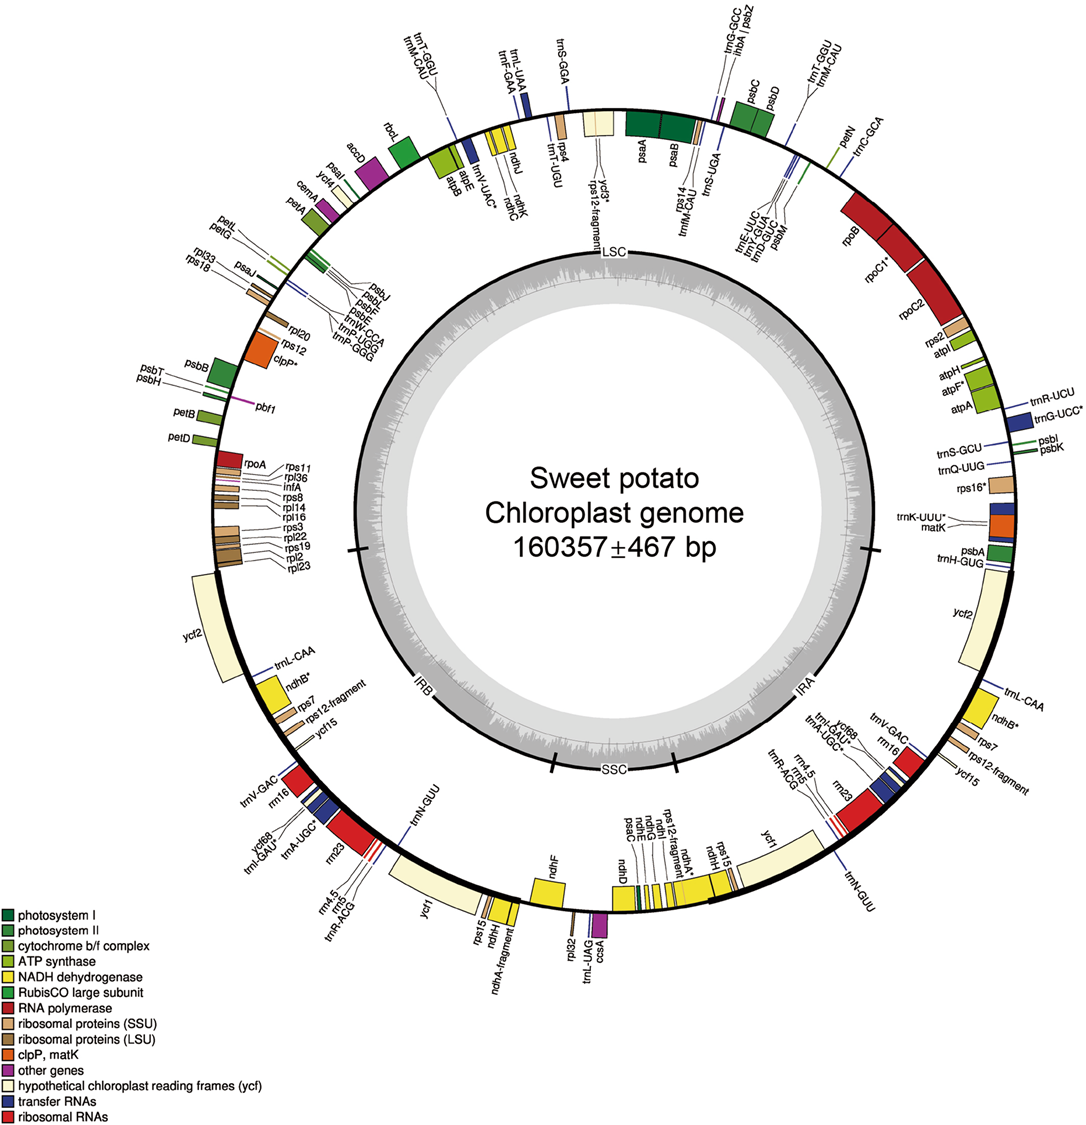 trnG-GCC
ihbA | psbZ
psbC
psbD
trnT-GGU
trnM-CAU
petN
trnC-GCA
trnS-GGA
trnL-UAA
trnF-GAA
trnT-GGU
trnM-CAU
rbcL
accD
psaI
ycf4
cemA
petA
petL
petG
rpl33
rps18
psaJ
psbB
psbT
psbH
petB
petD
atpB
atpE
trnV-UAC*
ndhC
ndhK
ndhJ
trnT-UGU
rps4
ycf3*
rps12-fragment
psaA
psaB
rps14
trnfM-CAU
trnS-UGA
trnE-UUC
trnY-GUA
trnD-GUC
psbM
rpoB
rpoC1*
rpoC2
rps2
atpI
atpH
atpF*
atpA
trnR-UCU
trnG-UCC*
trnS-GCU
psbI
psbK
trnQ-UUG
rps16*
trnK-UUU*
matK
psbA
trnH-GUG
psbJ
psbL
psbF
psbE
trnW-CCA
trnP-UGG
trnP-GGG
rpl20
rps12
clpP*
pbf1
rpoA
rps11
rpl36
infA
rps8
rpl14
rpl16
rps3
rpl22
rps19
rpl2
rpl23
LSC
Sweet potato
Chloroplast genome
160357±467 bp
IRB
IRA
SSC
ycf2
trnL-CAA
ndhB*
rps7
rps12-fragment
ycf15
trnV-GAC
rrn16
ycf68
trnI-GAU*
trnA-UGC*
rrn23
rrn4.5
rrn5
trnR-ACG
trnN-GUU
ycf1
rps15
ndhH
ndhA-fragment
ndhF
rpl32
trnL-UAG
ccsA
ndhD
psaC
ndhE
ndhG
ndhI
rps12-fragment
ndhA*
ndhH
rps15
ycf1
trnN-GUU
trnR-ACG
rrn5
rrn4.5
rrn23
trnA-UGC*
trnI-GAU*
ycf68
rrn16
trnV-GAC
ycf15
rps12-fragment
rps7
ndhB*
trnL-CAA
ycf2
photosystem I
photosystem II
cytochrome b/f complex
ATP synthase
NADH dehydrogenase
RubisCO large subunit
RNA polymerase
ribosomal proteins (SSU)
ribosomal proteins (LSU)
clpP, matK
other genes
hypothetical chloroplast reading frames (ycf)
transfer RNAs
ribosomal RNAs